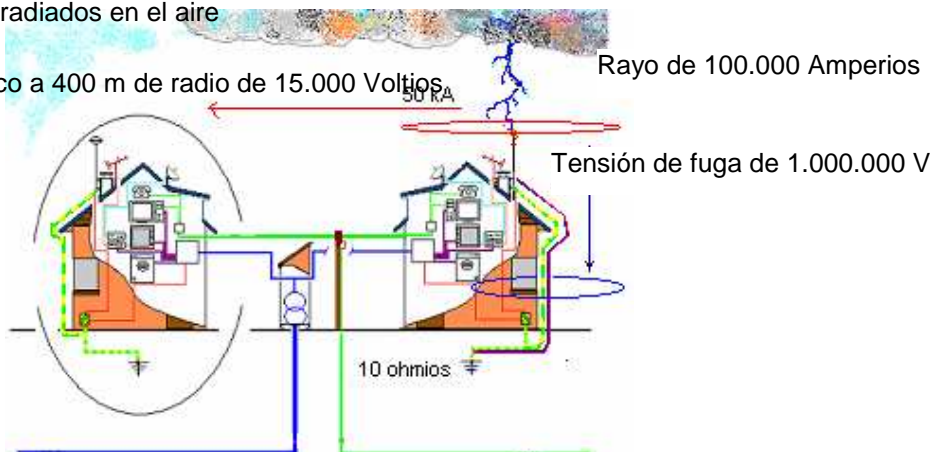 radiados en el aire
co a 400 m de radio de 15.000 Voltios
50 kA
Rayo de 100.000 Amperios
Tensión de fuga de 1.000.000 V
10 ohmios